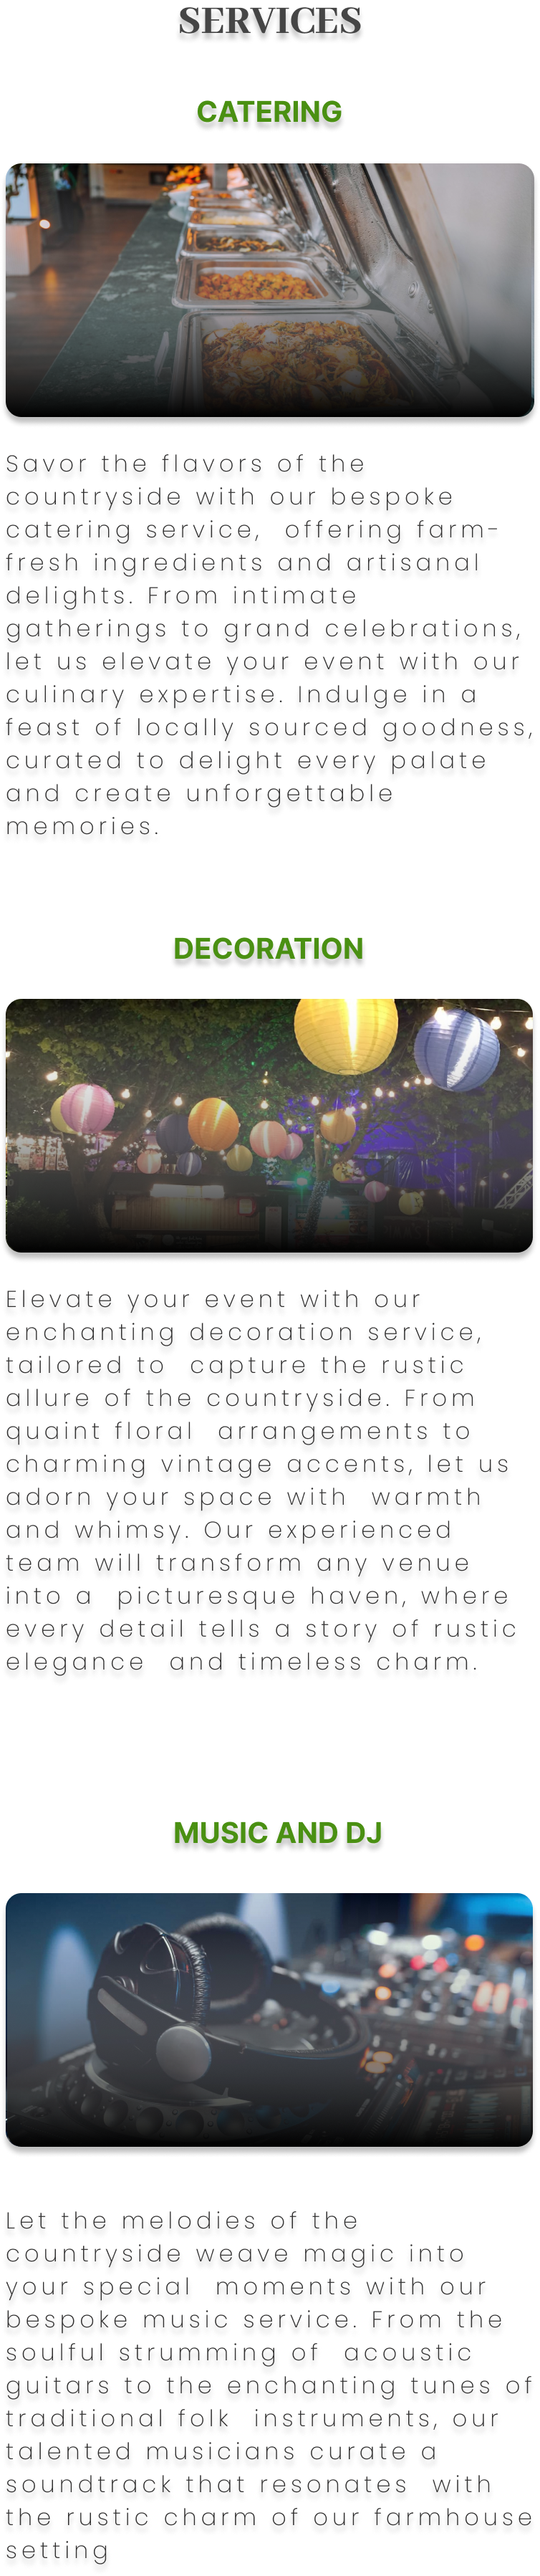 SERVICES
CATERING
Savor the flavors of the
countryside with our bespoke
catering service,  offering farm-
fresh ingredients and artisanal
delights. From intimate
gatherings to grand celebrations,
let us elevate your event with our
culinary expertise. Indulge in a
feast of locally sourced goodness,
curated to delight every palate
and create unforgettable
memories.
DECORATION
Elevate your event with our
enchanting decoration service,
tailored to  capture the rustic
allure of the countryside. From
quaint floral  arrangements to
charming vintage accents, let us
adorn your space with  warmth
and whimsy. Our experienced
team will transform any venue
into a  picturesque haven, where
every detail tells a story of rustic
elegance  and timeless charm.
MUSIC AND DJ
Let the melodies of the
countryside weave magic into
your special  moments with our
bespoke music service. From the
soulful strumming of  acoustic
guitars to the enchanting tunes of
traditional folk  instruments, our
talented musicians curate a
soundtrack that resonates  with
the rustic charm of our farmhouse
setting